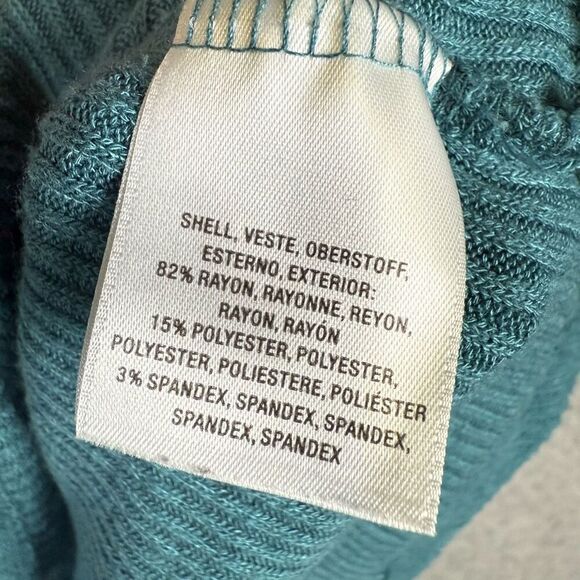 SHELL, VESTE, OBERSTOFF,
ESTERNO, EXTERIOR:
82% RAYON, RAYONNE, REYON,
RAYON, RAYÓN
15% POLYESTER, POLYESTER,
POLYESTER, POLIESTERE, POLIÉSTER
3% SPANDEX, SPANDEX, SPANDEX,
SPANDEX, SPANDEX